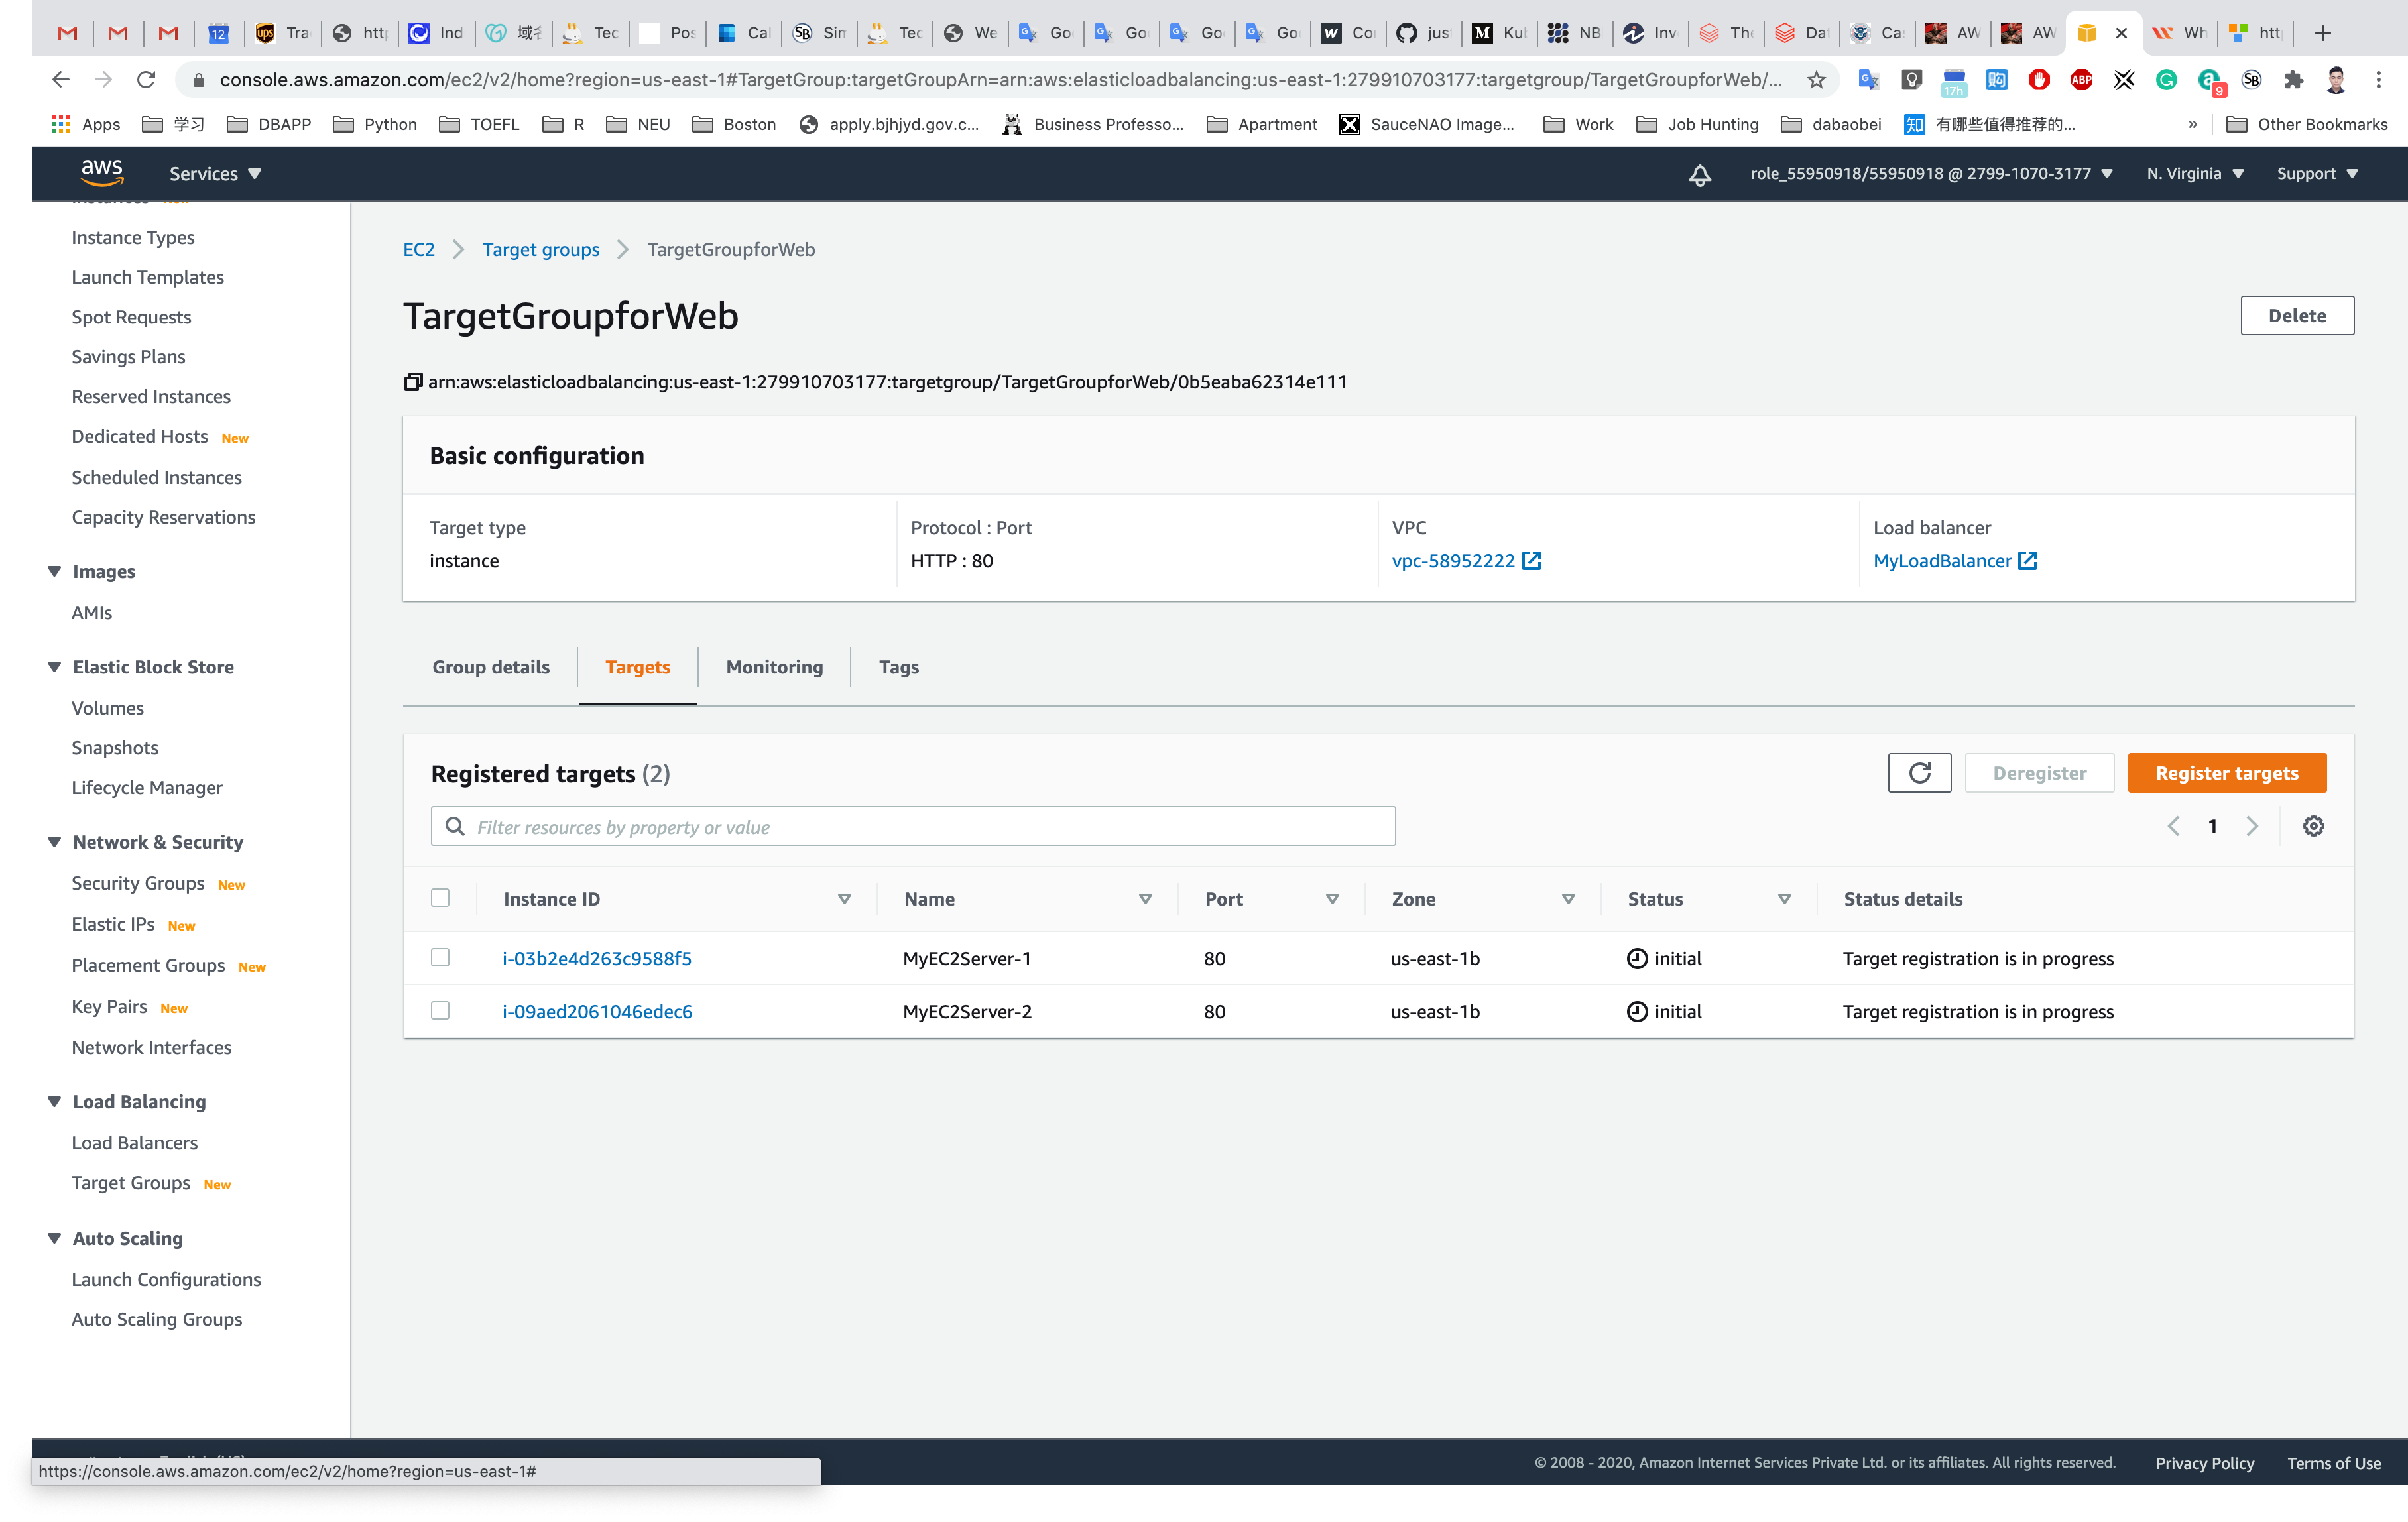 12
Tra
htt
Ind
域名
Tec
Pos
Cal
Sim
Tec
We
Go
Go
Go
Go
Co
jus
Kul
NB
Inv
The
Dat
Cas
AW
AW
Wh
htt
console.aws.amazon.com/ec2/v2/home?region=us-east-1#TargetGroup:targetGroupArn=arn:aws:elasticloadbalancing:us-east-1:279910703177:targetgroup/TargetGroupforWeb/...
17h
购
ABP
9
SB
Apps
学习
DBAPP
Python
TOEFL
R
NEU
Boston
apply.bjhjyd.gov.c...
Business Professo...
Apartment
SauceNAO Image...
Work
Job Hunting
dabaobei
知
有哪些值得推荐的...
»
Other Bookmarks
aws
Services
role_55950918/55950918 @ 2799-1070-3177
N. Virginia
Support
Instance Types
Launch Templates
Spot Requests
Savings Plans
Reserved Instances
Dedicated Hosts New
Scheduled Instances
Capacity Reservations
Images
AMIs
Elastic Block Store
Volumes
Snapshots
Lifecycle Manager
Network & Security
Security Groups New
Elastic IPs New
Placement Groups New
Key Pairs New
Network Interfaces
Load Balancing
Load Balancers
Target Groups New
Auto Scaling
Launch Configurations
Auto Scaling Groups
EC2 > Target groups > TargetGroupforWeb
TargetGroupforWeb
Delete
arn:aws:elasticloadbalancing:us-east-1:279910703177:targetgroup/TargetGroupforWeb/0b5eaba62314e111
Basic configuration
Target type
instance
Protocol : Port
HTTP : 80
VPC
vpc-58952222
Load balancer
MyLoadBalancer
Group details
Targets
Monitoring
Tags
Registered targets (2)
Deregister
Register targets
Filter resources by property or value
1
Instance ID Name Port Zone Status Status details
i-03b2e4d263c9588f5 MyEC2Server-1 80 us-east-1b initial Target registration is in progress
i-09aed2061046edec6 MyEC2Server-2 80 us-east-1b initial Target registration is in progress
https://console.aws.amazon.com/ec2/v2/home?region=us-east-1#
© 2008 - 2020, Amazon Internet Services Private Ltd. or its affiliates. All rights reserved.
Privacy Policy
Terms of Use